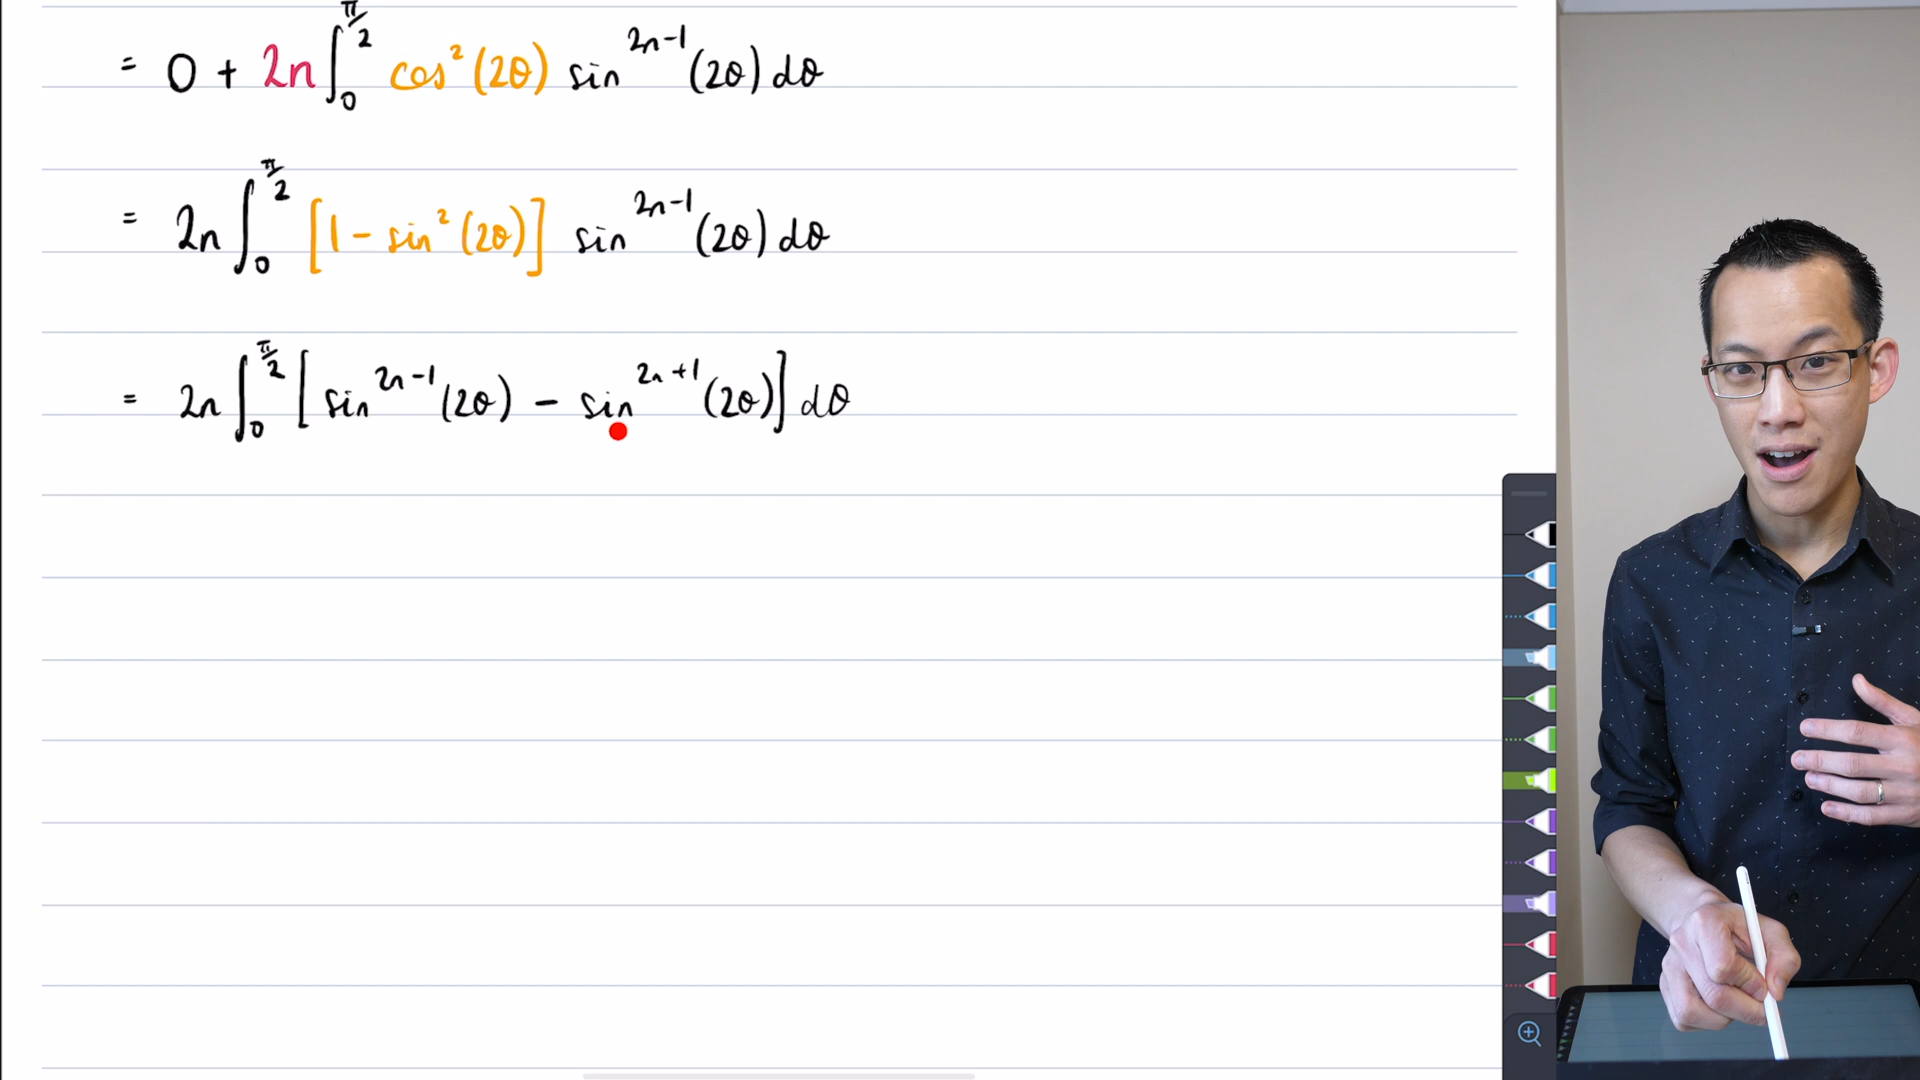 = 0 + 2n∫₀^(π/2) cos²(2θ) sin^(2n-1)(2θ) dθ
= 2n∫₀^(π/2) [1 - sin²(2θ)] sin^(2n-1)(2θ) dθ
= 2n∫₀^(π/2) [sin^(2n-1)(2θ) - sin^(2n+1)(2θ)] dθ